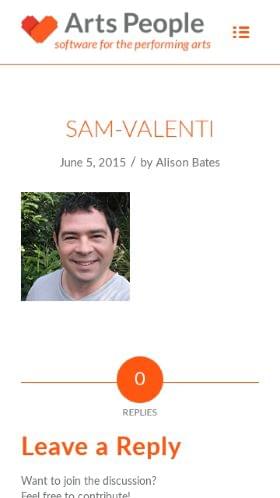 Arts People
software for the performing arts
SAM-VALENTI
June 5, 2015 / by Alison Bates
0
REPLIES
Leave a Reply
Want to join the discussion?
Feel free to contribute!